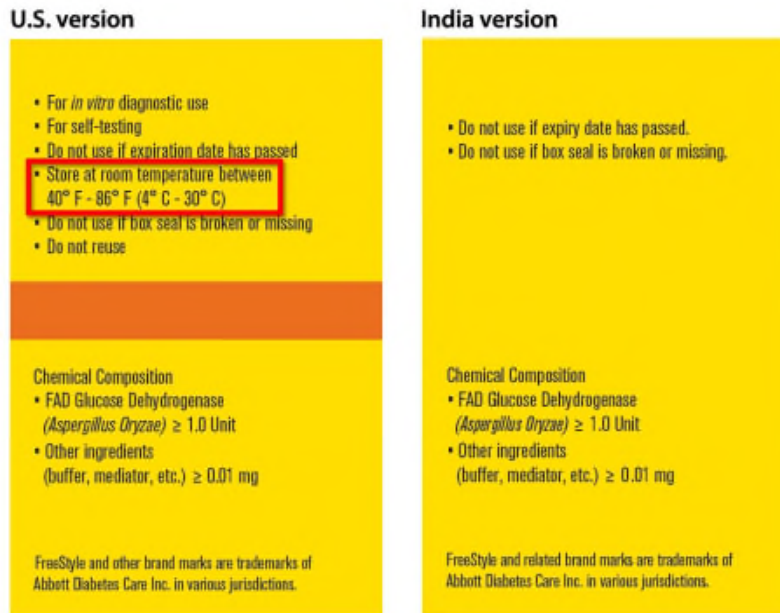 U.S. version
• For in vitro diagnostic use
• For self-testing
• Do not use if expiration date has passed
• Store at room temperature between
40° F - 86° F (4° C - 30° C)
• Do not use if box seal is broken or missing
• Do not reuse
Chemical Composition
• FAD Glucose Dehydrogenase
(Aspergillus Oryzae) ≥ 1.0 Unit
• Other ingredients
(buffer, mediator, etc.) ≥ 0.01 mg
FreeStyle and other brand marks are trademarks of
Abbott Diabetes Care Inc. in various jurisdictions.
India version
• Do not use if expiry date has passed.
• Do not use if box seal is broken or missing.
Chemical Composition
• FAD Glucose Dehydrogenase
(Aspergillus Oryzae) ≥ 1.0 Unit
• Other ingredients
(buffer, mediator, etc.) ≥ 0.01 mg
FreeStyle and related brand marks are trademarks of
Abbott Diabetes Care Inc. in various jurisdictions.